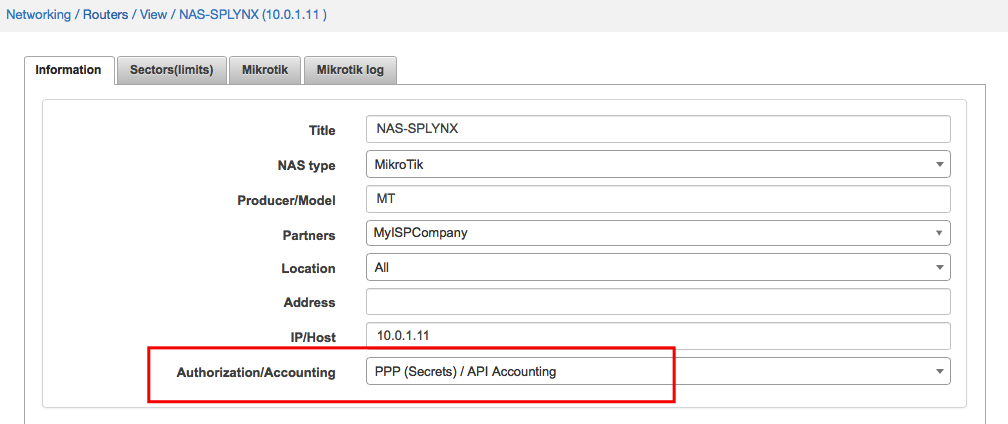 Networking / Routers / View / NAS-SPLYNX (10.0.1.11 )
Information Sectors(limits) Mikrotik Mikrotik log
Title NAS-SPLYNX
NAS type MikroTik
Producer/Model MT
Partners MyISPCompany
Location All
Address
IP/Host 10.0.1.11
Authorization/Accounting PPP (Secrets) / API Accounting